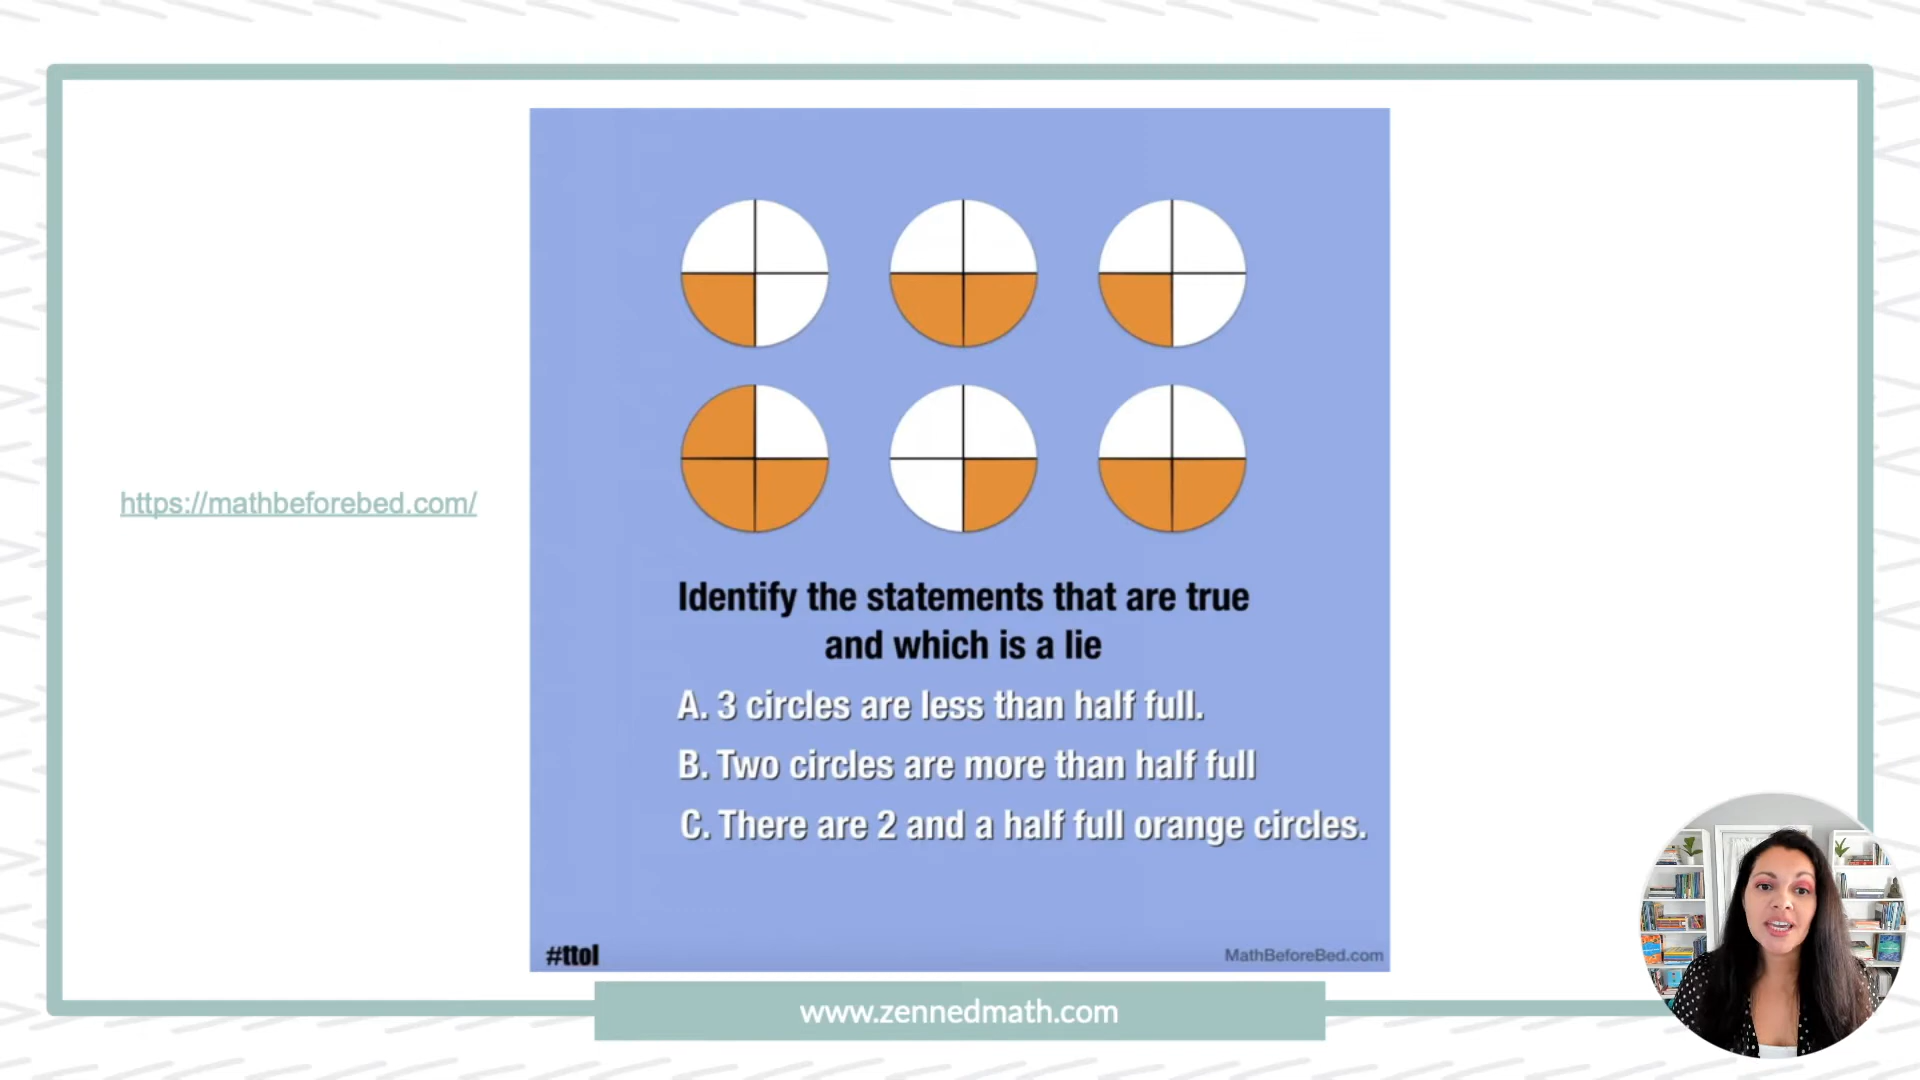 https://mathbeforebed.com/
Identify the statements that are true
and which is a lie
A. 3 circles are less than half full.
B. Two circles are more than half full
C. There are 2 and a half full orange circles.
#ttol
MathBeforeBed.com
www.zennedmath.com